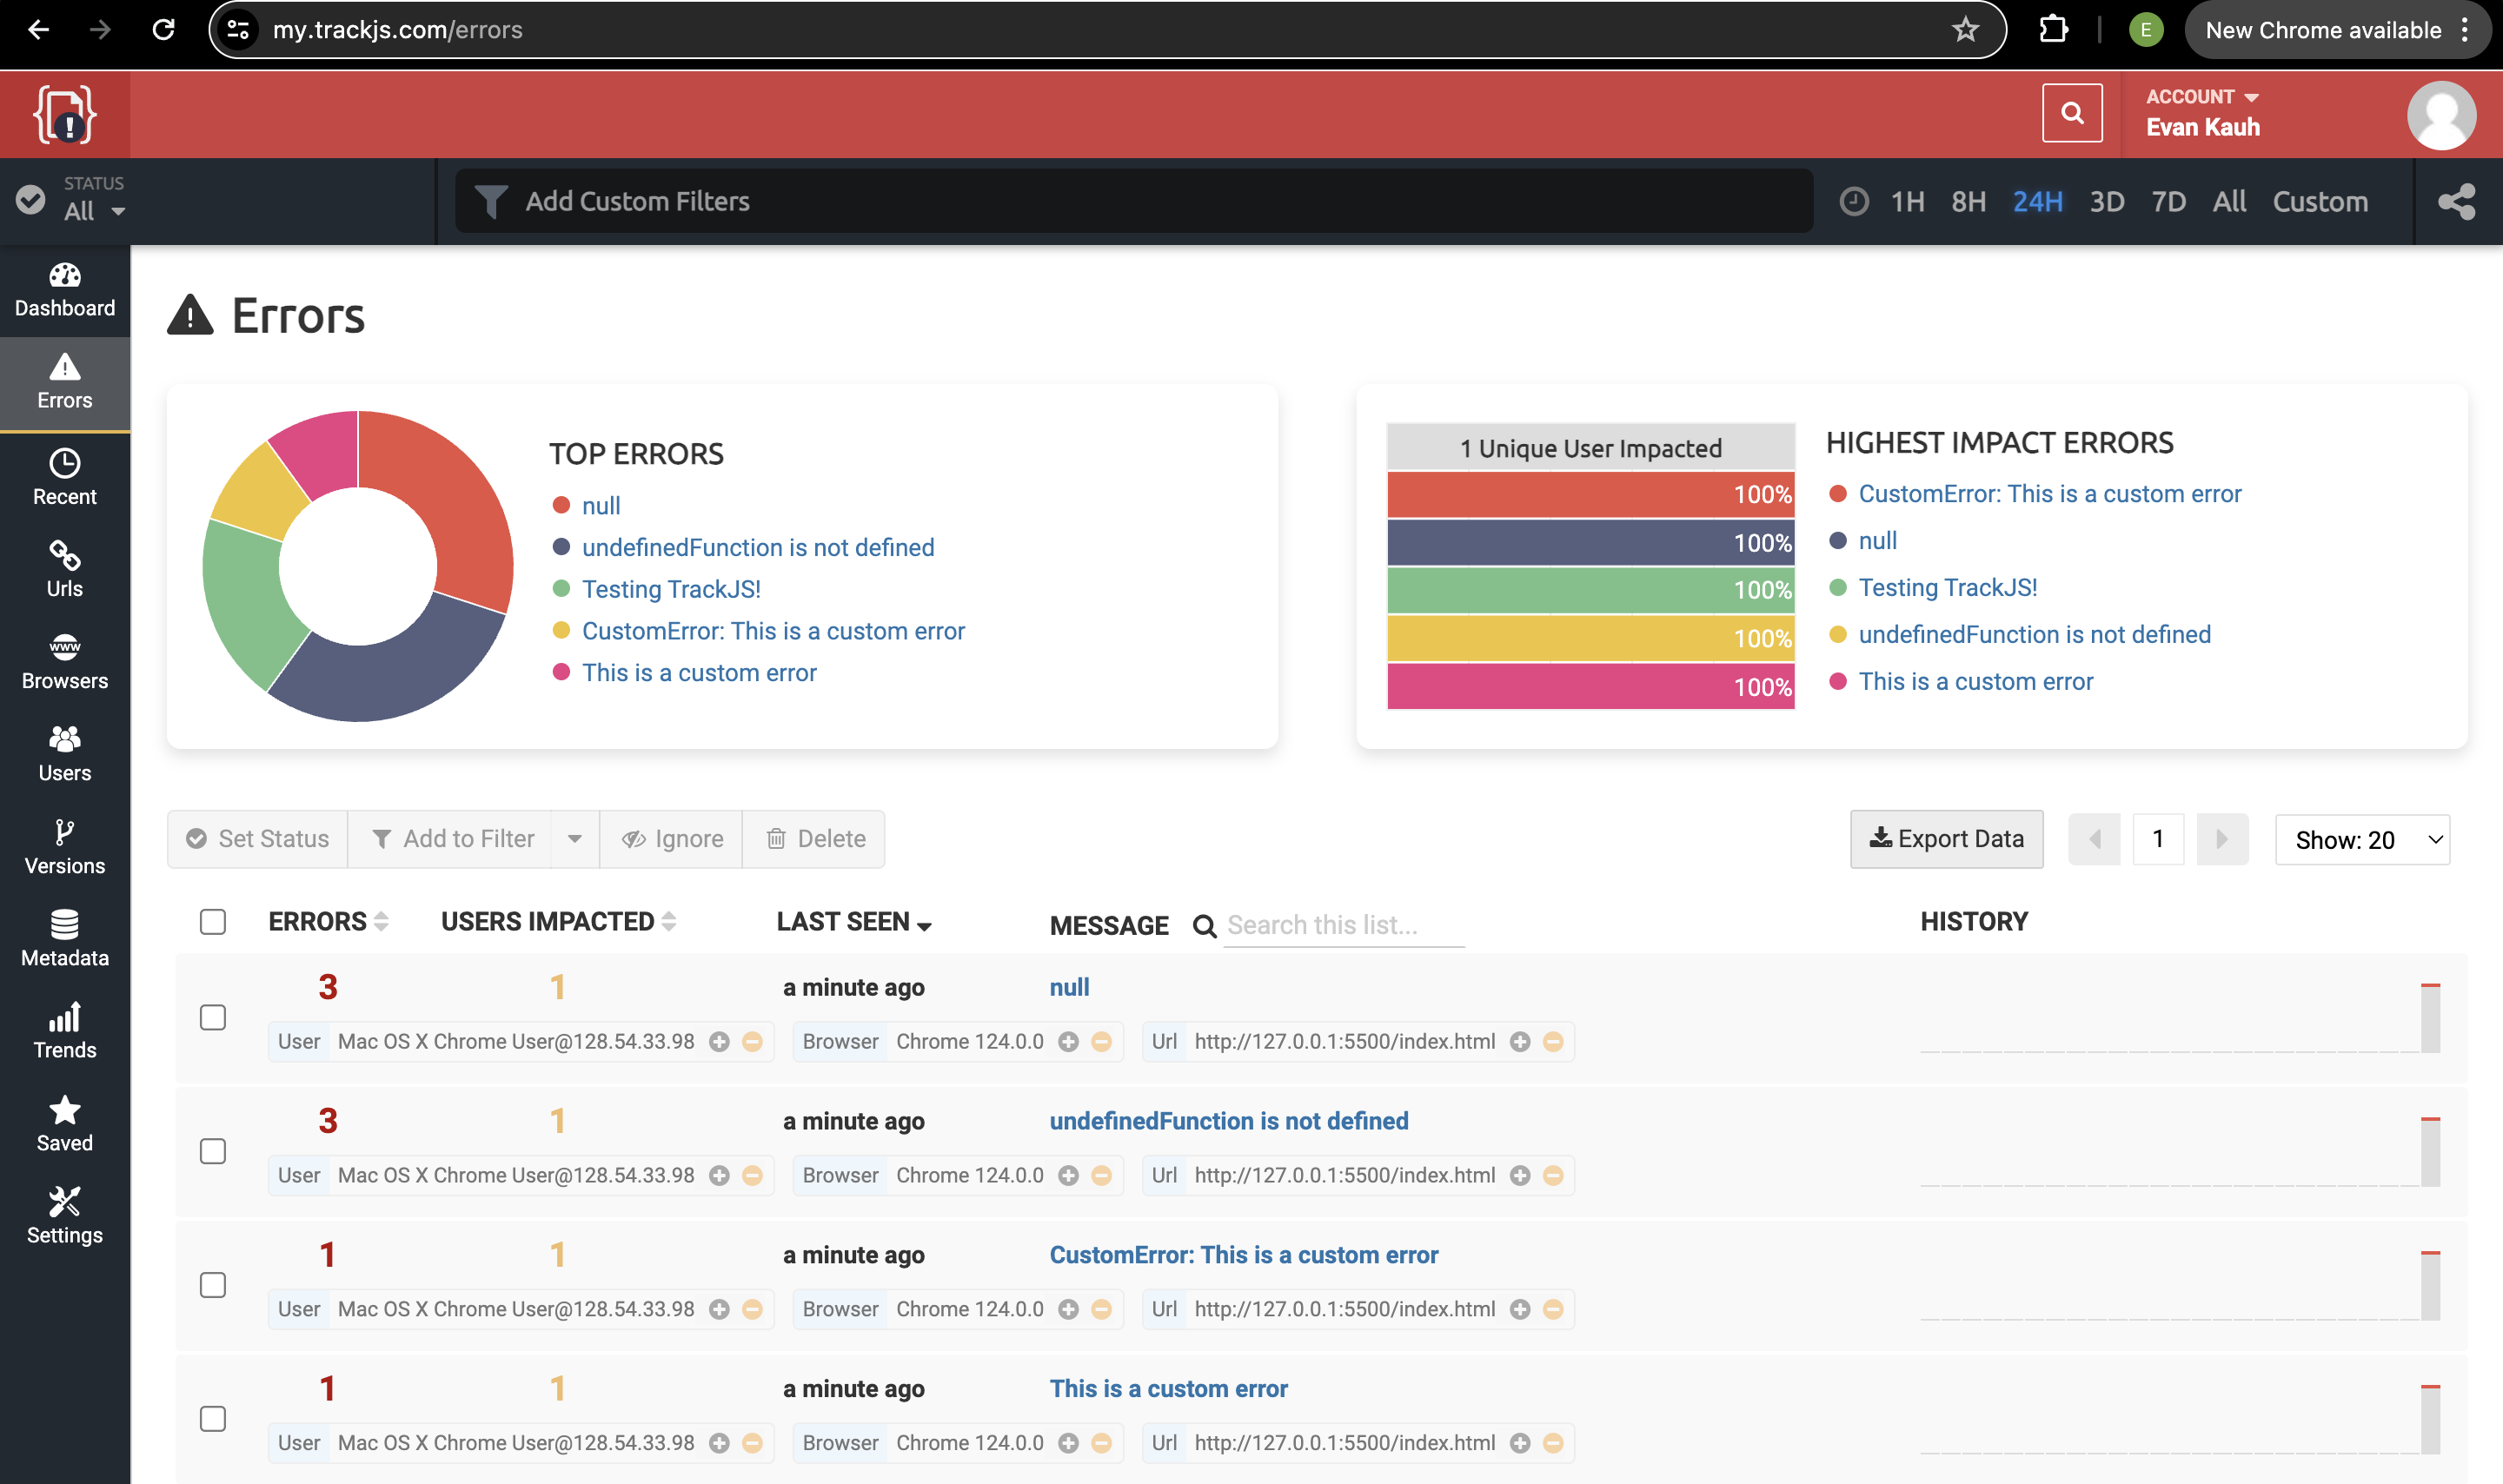 my.trackjs.com/errors
E
New Chrome available
!
ACCOUNT
Evan Kauh
STATUS
All
Add Custom Filters
1H 8H 24H 3D 7D All Custom
Dashboard
Errors
Recent
Urls
www
Browsers
Users
Versions
Metadata
Trends
Saved
Settings
Errors
TOP ERRORS
null
undefinedFunction is not defined
Testing TrackJS!
CustomError: This is a custom error
This is a custom error
1 Unique User Impacted
100%
100%
100%
100%
100%
HIGHEST IMPACT ERRORS
CustomError: This is a custom error
null
Testing TrackJS!
undefinedFunction is not defined
This is a custom error
Set Status Add to Filter Ignore Delete
Export Data 1 Show: 20
ERRORS USERS IMPACTED LAST SEEN MESSAGE Search this list... HISTORY
3 1 a minute ago null
User Mac OS X Chrome User@128.54.33.98 Browser Chrome 124.0.0 Url http://127.0.0.1:5500/index.html
3 1 a minute ago undefinedFunction is not defined
User Mac OS X Chrome User@128.54.33.98 Browser Chrome 124.0.0 Url http://127.0.0.1:5500/index.html
1 1 a minute ago CustomError: This is a custom error
User Mac OS X Chrome User@128.54.33.98 Browser Chrome 124.0.0 Url http://127.0.0.1:5500/index.html
1 1 a minute ago This is a custom error
User Mac OS X Chrome User@128.54.33.98 Browser Chrome 124.0.0 Url http://127.0.0.1:5500/index.html